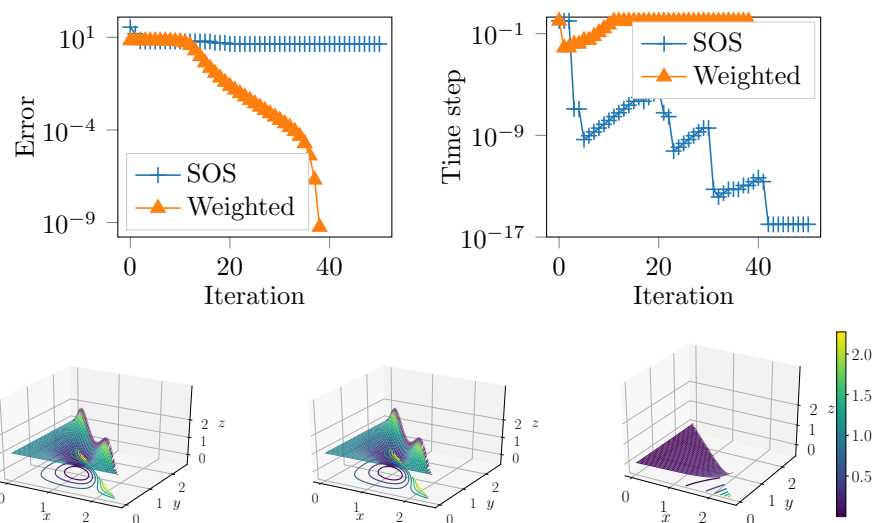 10^1
10^−4
10^−9
Error
SOS
Weighted
0 20 40
Iteration
10^−1
10^−9
10^−17
Time step
SOS
Weighted
0 20 40
Iteration
0 1 2
x
0 1 2
y
0 1 2
z
0 1 2
x
0 1 2
y
0 1 2
z
0 1 2
x
0 1 2
y
0 1 2
z
2.0
1.5
1.0
0.5